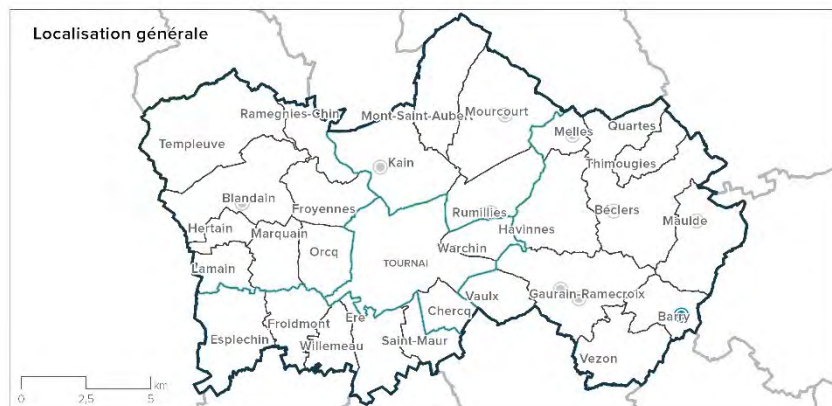 Localisation générale
Ramegnies-Chin
Mont-Saint-Aubert
Mourcourt
Quartes
Melles
Templeuve
Thimougies
Kain
Blandain
Froyennes
Rumillies
Béclers
Maulde
Hertain
Marquain
Orcq
Havinnes
Warchin
Lamain
TOURNAI
Vaulx
Gaurain-Ramecroix
Chercq
Ere
Barry
Froidmont
Esplechin
Willemeau
Saint-Maur
Vezon
km
0 2,5 5